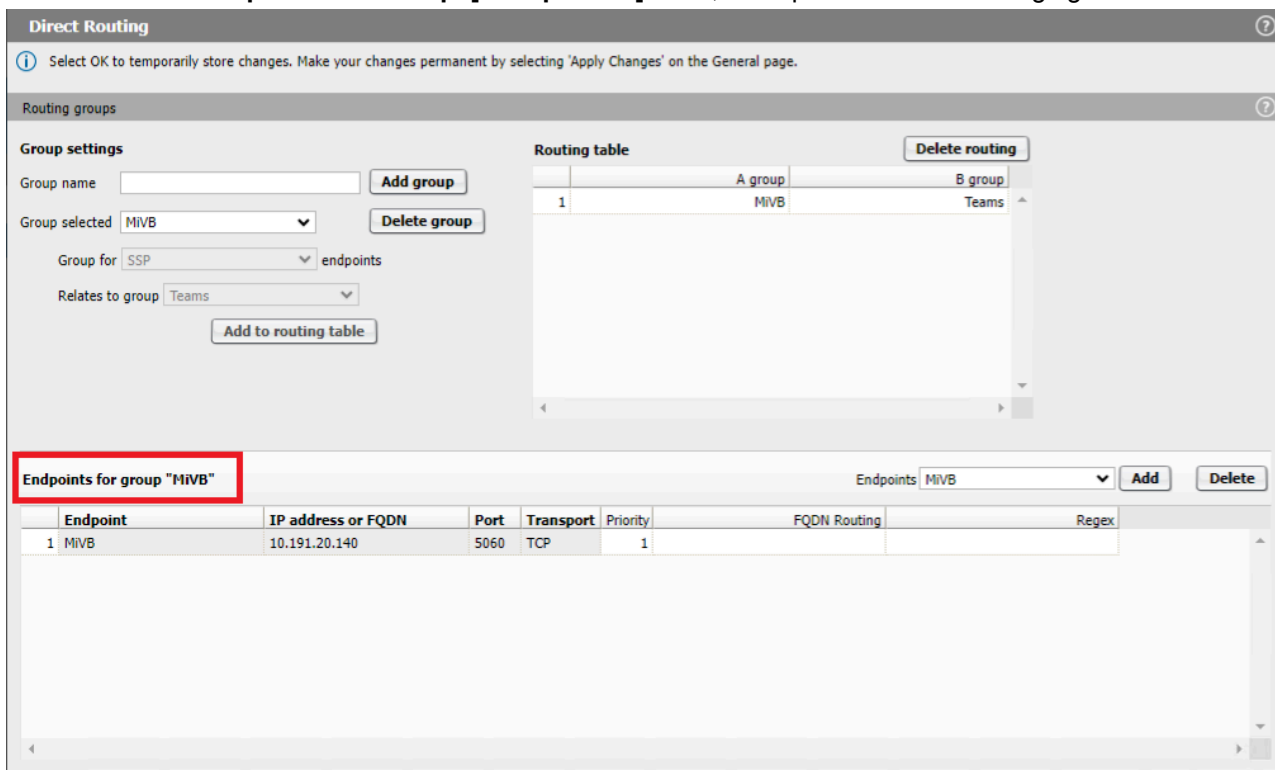 Direct Routing
Select OK to temporarily store changes. Make your changes permanent by selecting 'Apply Changes' on the General page.
Routing groups
Group settings
Group name Add group
Group selected MiVB Delete group
Group for SSP endpoints
Relates to group Teams
Add to routing table
Routing table Delete routing
A group B group
1 MiVB Teams
Endpoints for group "MiVB" Endpoints MiVB Add Delete
Endpoint IP address or FQDN Port Transport Priority FQDN Routing Regex
1 MiVB 10.191.20.140 5060 TCP 1